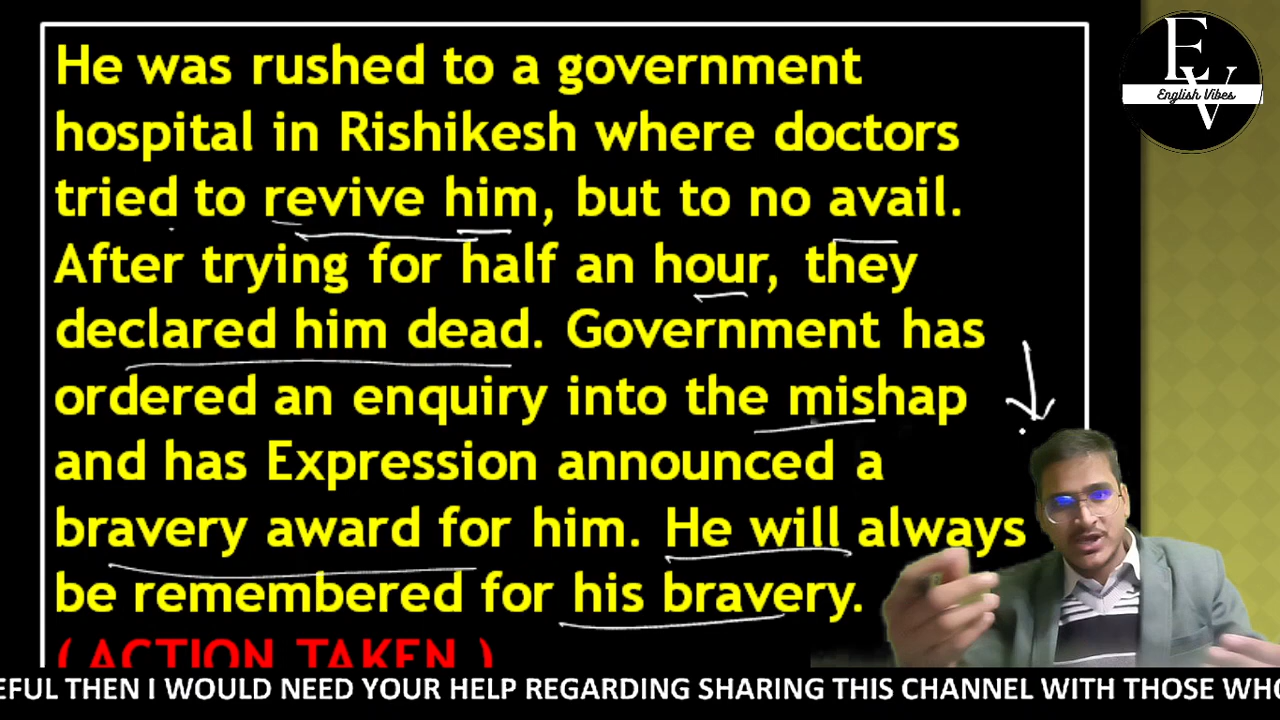 He was rushed to a government
hospital in Rishikesh where doctors
tried to revive him, but to no avail.
After trying for half an hour, they
declared him dead. Government has
ordered an enquiry into the mishap
and has Expression announced a
bravery award for him. He will always
be remembered for his bravery.
( ACTION TAKEN )
EV
English Vibes
EFUL THEN I WOULD NEED YOUR HELP REGARDING SHARING THIS CHANNEL WITH THOSE WHO